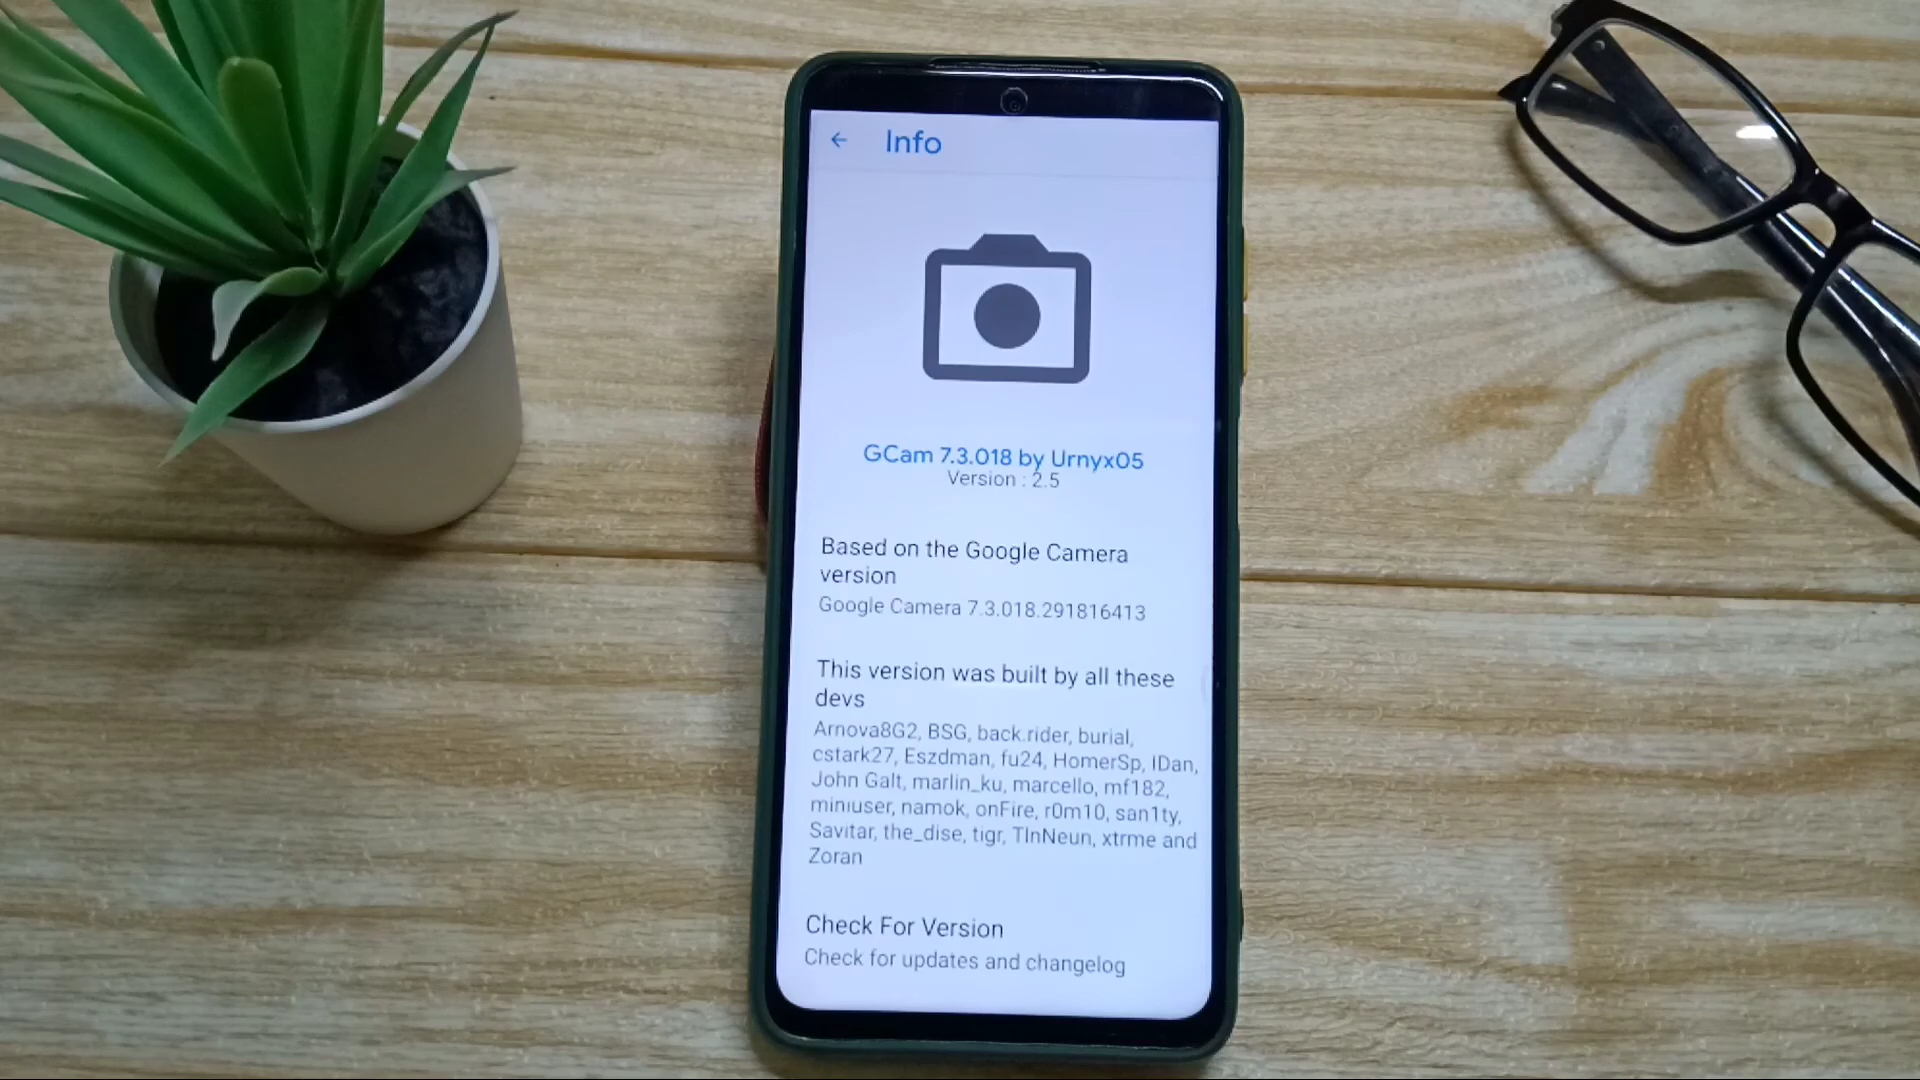 Info
GCam 7.3.018 by Urnyx05
Version : 2.5
Based on the Google Camera
version
Google Camera 7.3.018.291816413
This version was built by all these
devs
Arnova8G2, BSG, back.rider, burial,
cstark27, Eszdman, fu24, HomerSp, IDan,
John Galt, marlin_ku, marcello, mf182,
miniuser, namok, onFire, r0m10, san1ty,
Savitar, the_dise, tigr, TlnNeun, xtrme and
Zoran
Check For Version
Check for updates and changelog